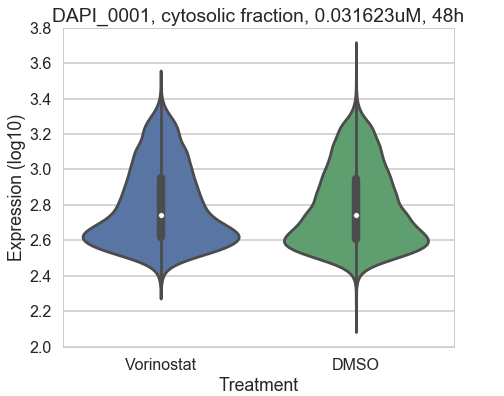 DAPI_0001, cytosolic fraction, 0.031623uM, 48h
3.8
3.6
3.4
3.2
3.0
2.8
2.6
2.4
2.2
2.0
Expression (log10)
Vorinostat
DMSO
Treatment